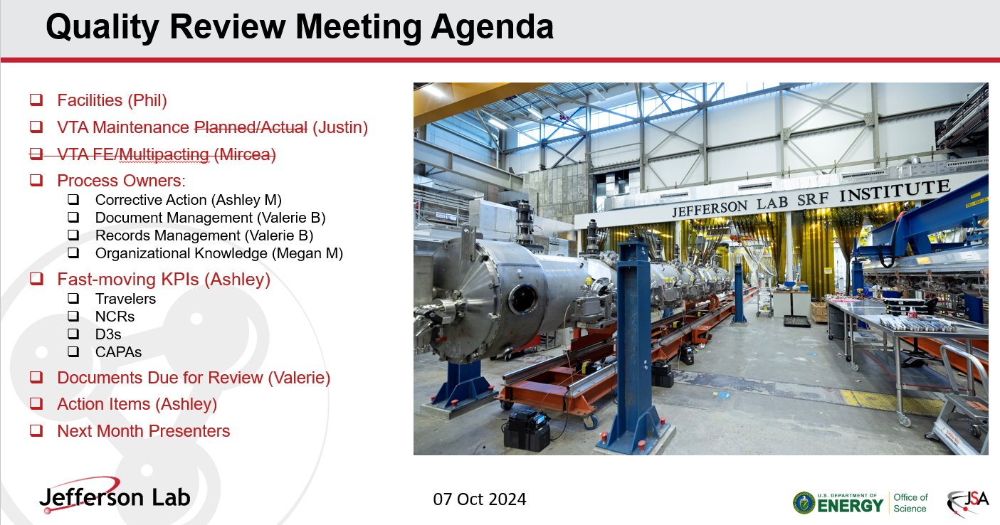 Quality Review Meeting Agenda
Facilities (Phil)
VTA Maintenance Planned/Actual (Justin)
VTA FE/Multipacting (Mircea)
Process Owners:
Corrective Action (Ashley M)
Document Management (Valerie B)
Records Management (Valerie B)
Organizational Knowledge (Megan M)
Fast-moving KPIs (Ashley)
Travelers
NCRs
D3s
CAPAs
Documents Due for Review (Valerie)
Action Items (Ashley)
Next Month Presenters
JEFFERSON LAB SRF INSTITUTE
Jefferson Lab
07 Oct 2024
U.S. DEPARTMENT OF
ENERGY
Office of
Science
JSA